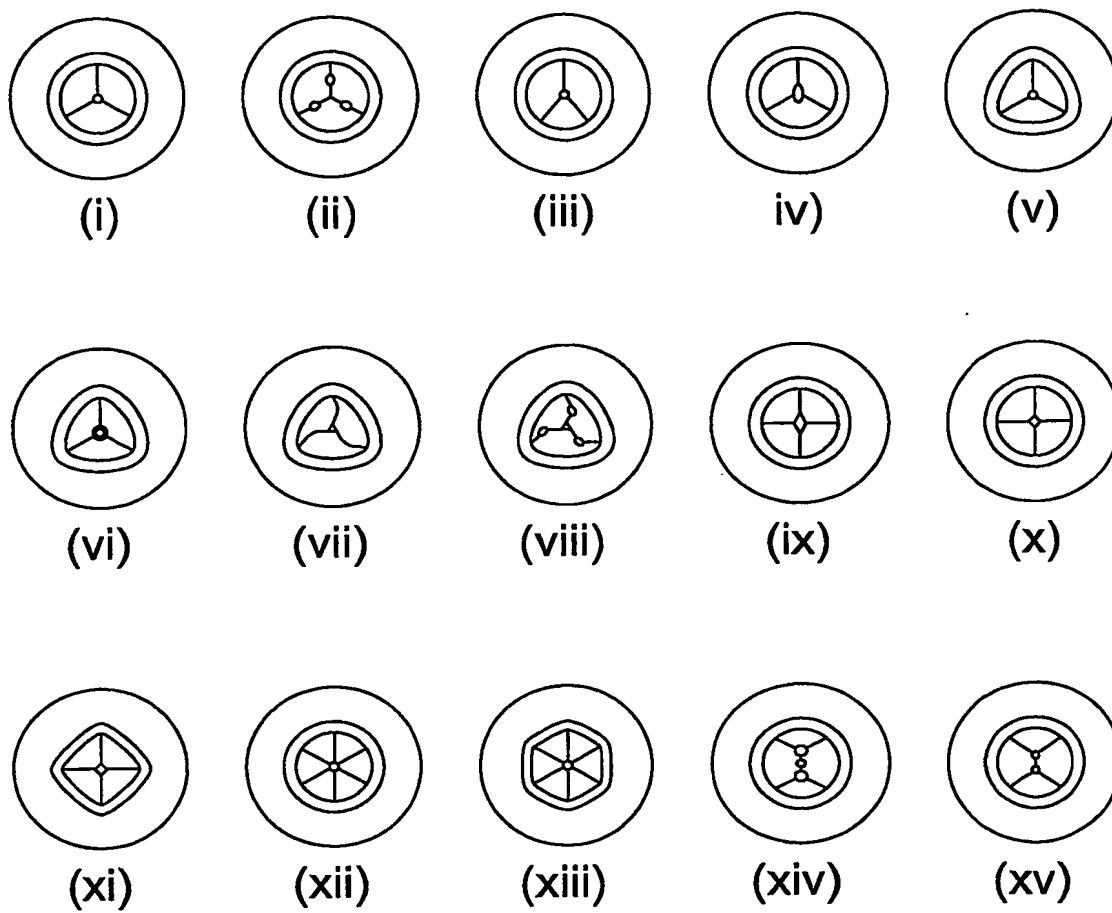 (i) (ii) (iii) iv) (v)
(vi) (vii) (viii) (ix) (x)
(xi) (xii) (xiii) (xiv) (xv)